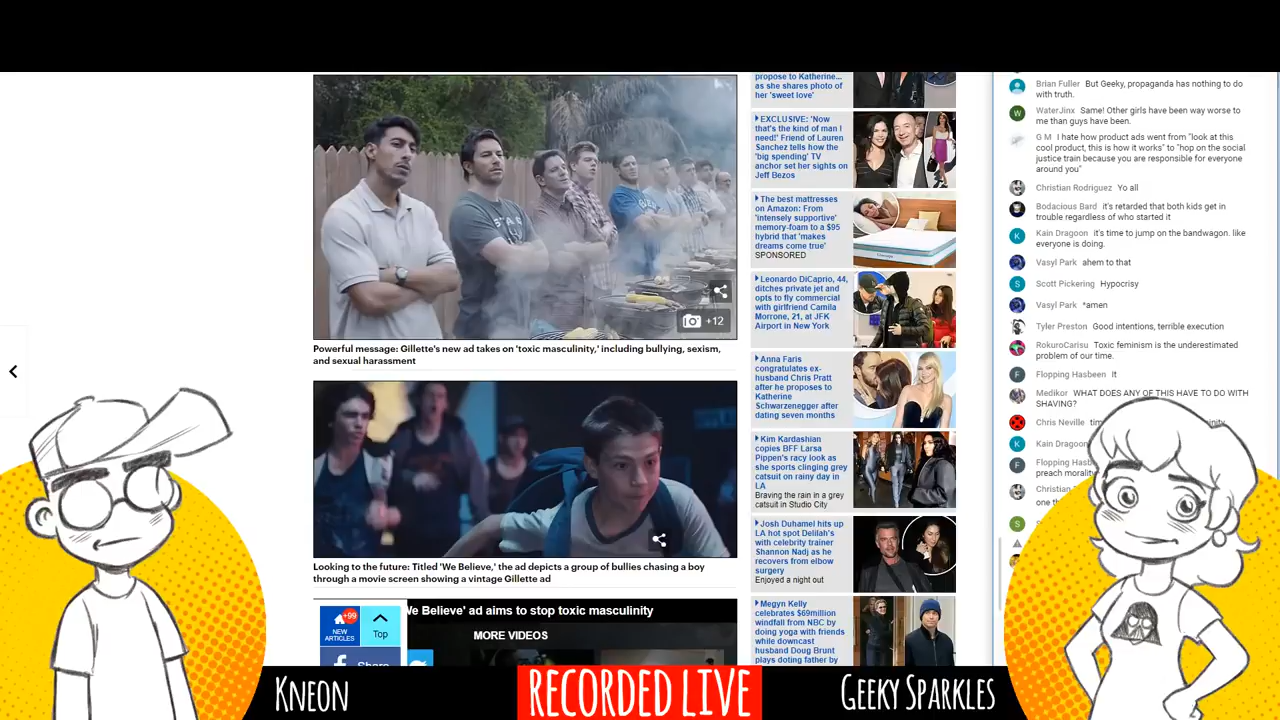 +12
Powerful message: Gillette's new ad takes on 'toxic masculinity,' including bullying, sexism,
and sexual harassment
Looking to the future: Titled 'We Believe,' the ad depicts a group of bullies chasing a boy
through a movie screen showing a vintage Gillette ad
We Believe' ad aims to stop toxic masculinity
MORE VIDEOS
+99
NEW
ARTICLES
Top
Share
propose to Katherine...
as she shares photo of
her 'sweet love'
EXCLUSIVE: 'Now
that's the kind of man I
need!' Friend of Lauren
Sanchez tells how the
'big spending' TV
anchor set her sights on
Jeff Bezos
The best mattresses
on Amazon: From
'intensely supportive'
memory-foam to a $95
hybrid that 'makes
dreams come true'
SPONSORED
Leonardo DiCaprio, 44,
ditches private jet and
opts to fly commercial
with girlfriend Camila
Morrone, 21, at JFK
Airport in New York
Anna Faris
congratulates ex-
husband Chris Pratt
after he proposes to
Katherine
Schwarzenegger after
dating seven months
Kim Kardashian
copies BFF Larsa
Pippen's racy look as
she sports clinging grey
catsuit on rainy day in
LA
Braving the rain in a grey
catsuit in Studio City
Josh Duhamel hits up
LA hot spot Delilah's
with celebrity trainer
Shannon Nadj as he
recovers from elbow
surgery
Enjoyed a night out
Megyn Kelly
celebrates $69million
windfall from NBC by
doing yoga with friends
while downcast
husband Doug Brunt
plays doting father by
Brian Fuller But Geeky, propaganda has nothing to do
with truth.
W WaterJinx Same! Other girls have been way worse to
me than guys have been.
G M I hate how product ads went from "look at this
cool product, this is how it works" to "hop on the social
justice train because you are responsible for everyone
around you"
Christian Rodriguez Yo all
Bodacious Bard it's retarded that both kids get in
trouble regardless of who started it
K Kain Dragoon it's time to jump on the bandwagon. like
everyone is doing.
Vasyl Park ahem to that
S Scott Pickering Hypocrisy
Vasyl Park *amen
Tyler Preston Good intentions, terrible execution
RokuroCarisu Toxic feminism is the underestimated
problem of our time.
F Flopping Hasbeen It
Medikor WHAT DOES ANY OF THIS HAVE TO DO WITH
SHAVING?
Chris Neville
K Kain Dragoon
F Flopping Hasb
preach morality
Christian
one th
S
KNEON
RECORDED LIVE
GEEKY SPARKLES